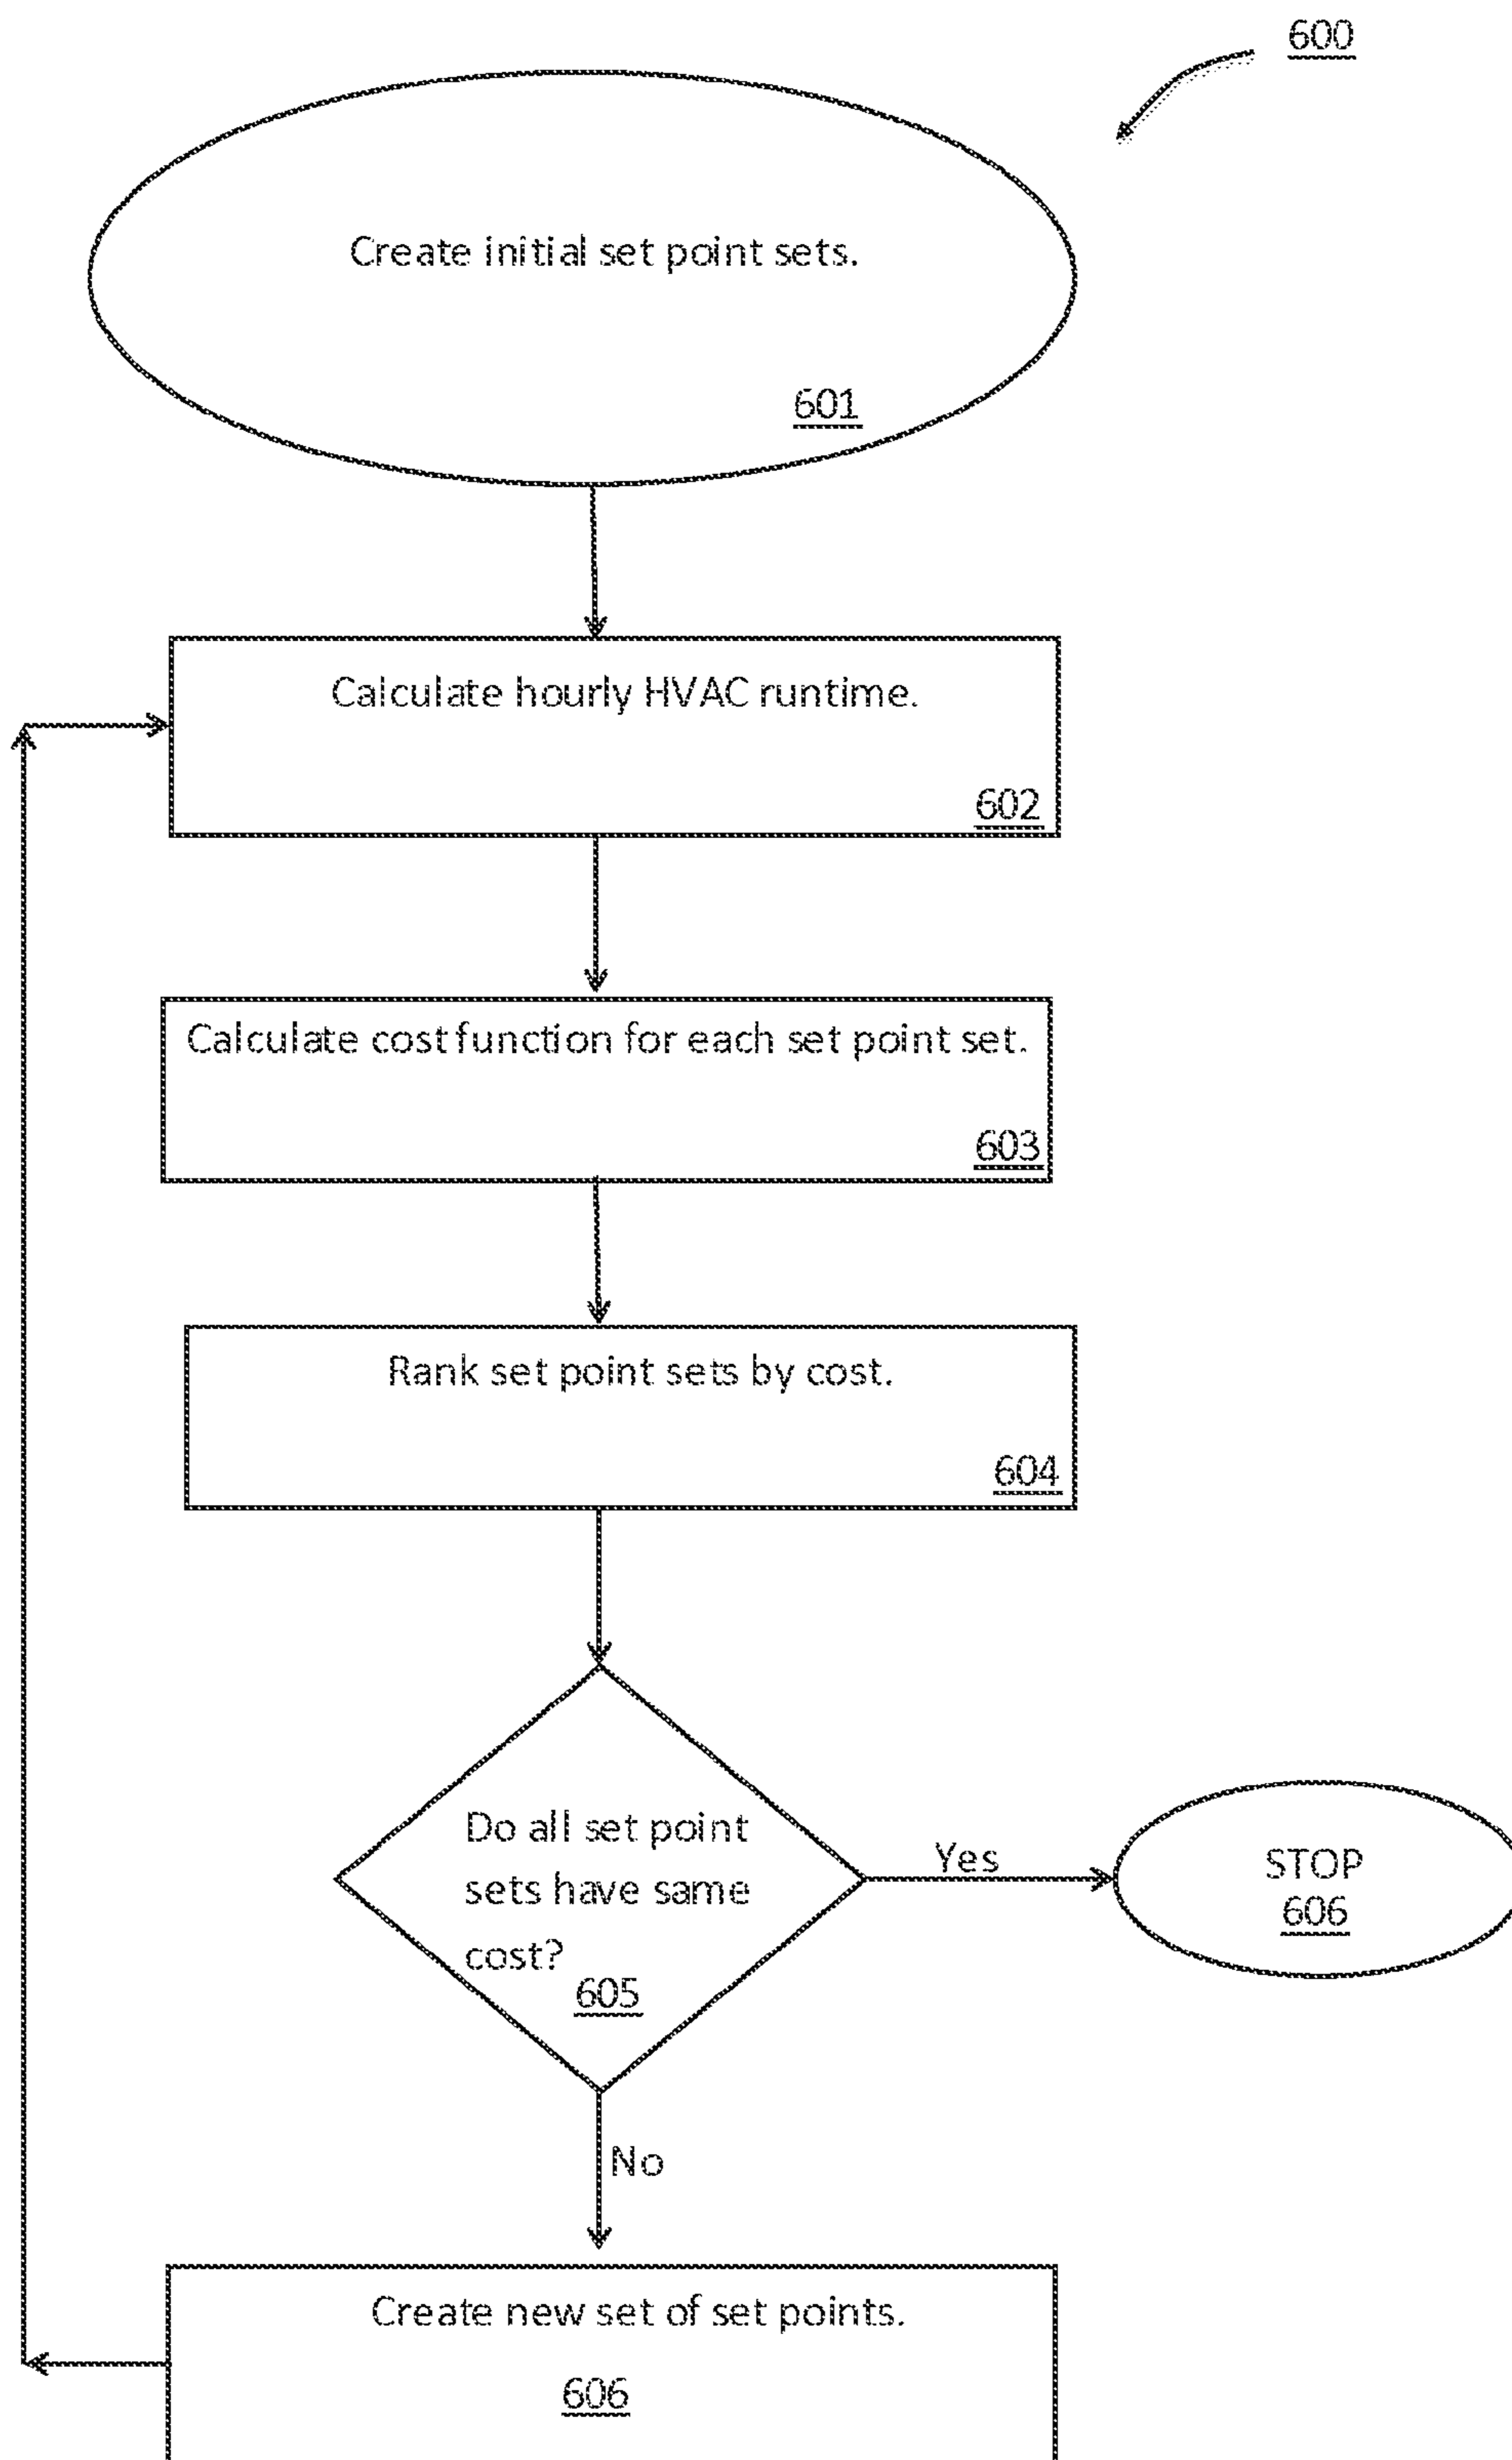 600
Create initial set point sets.
601
Calculate hourly HVAC runtime.
602
Calculate cost function for each set point set.
603
Rank set point sets by cost.
604
Do all set point
sets have same
cost?
605
Yes
STOP
606
No
Create new set of set points.
606